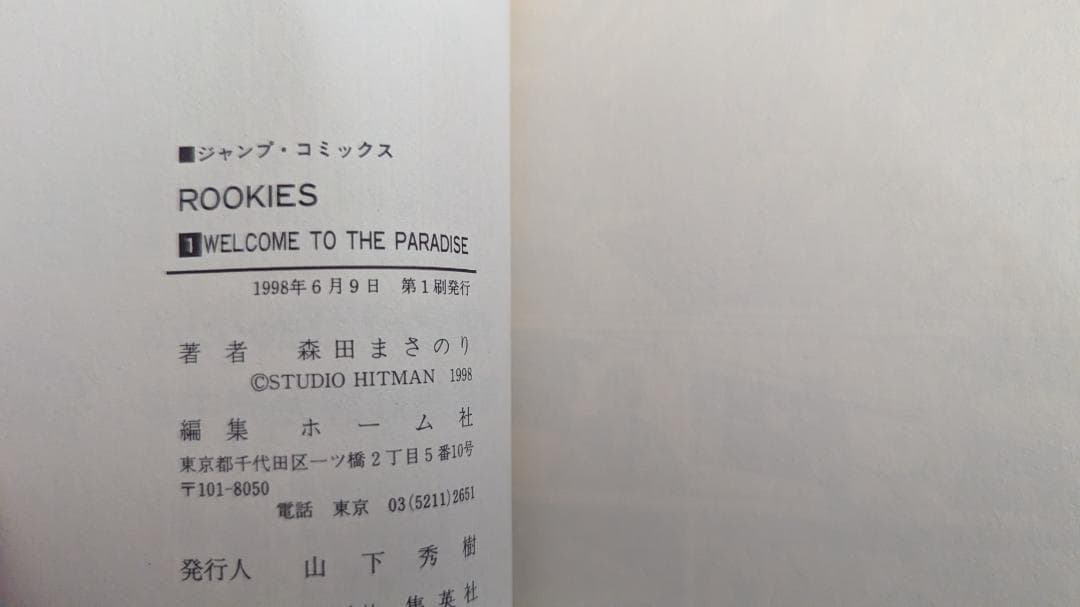 ■ジャンプ・コミックス
ROOKIES
1 WELCOME TO THE PARADISE
1998年6月9日 第1刷発行
著者 森田まさのり
©STUDIO HITMAN 1998
編集 ホーム社
東京都千代田区一ツ橋2丁目5番10号
〒101-8050
電話 東京 03(5211)2651
発行人 山下秀樹
集英社